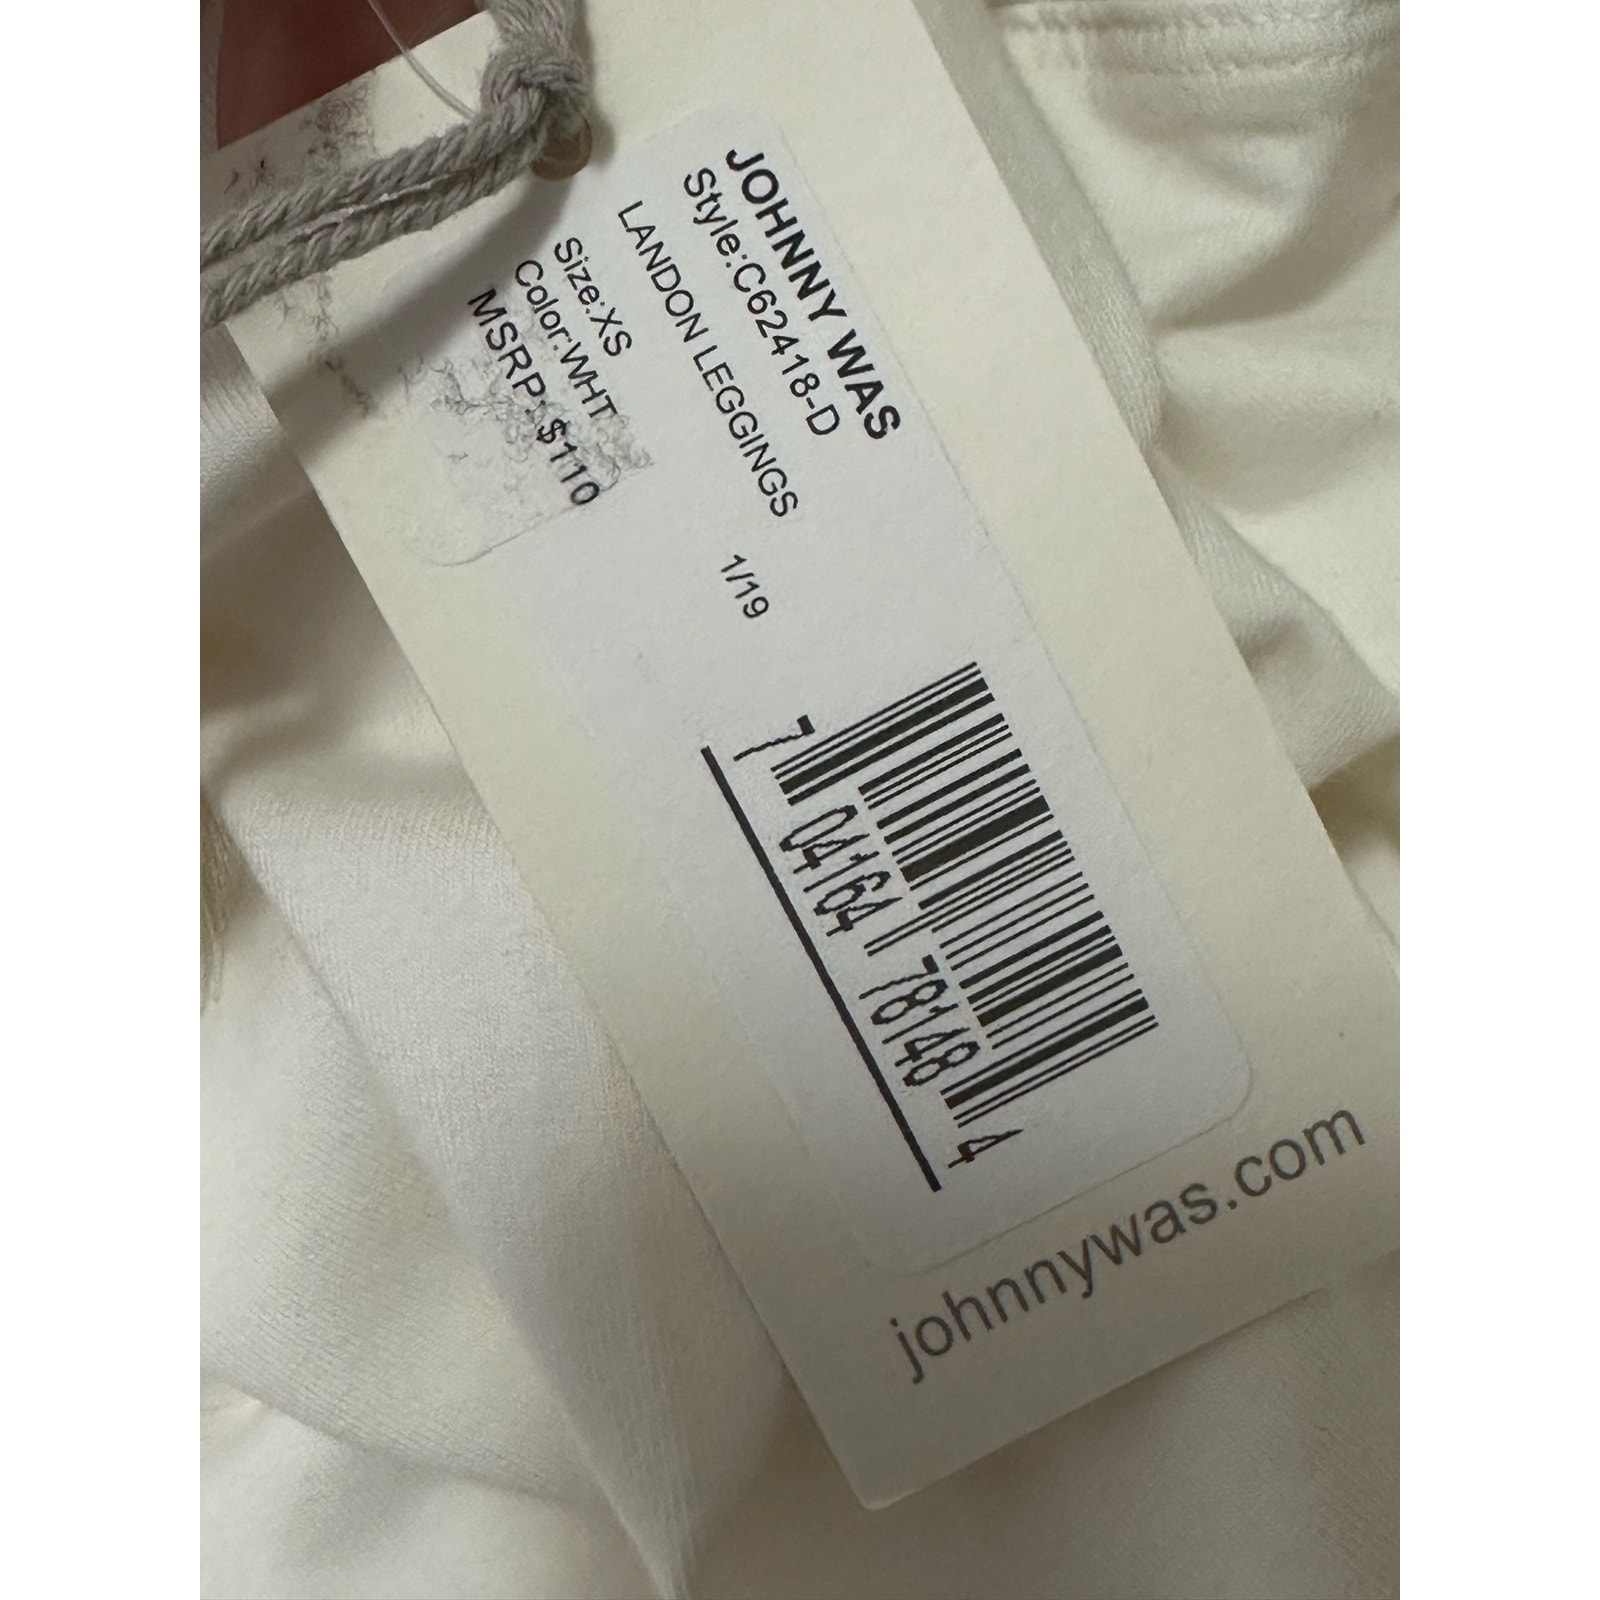 JOHNNY WAS
Style:C62418-D
LANDON LEGGINGS
Size:XS
Color:WHT
MSRP: $110
1/19
7 04164 78148 4
johnnywas.com